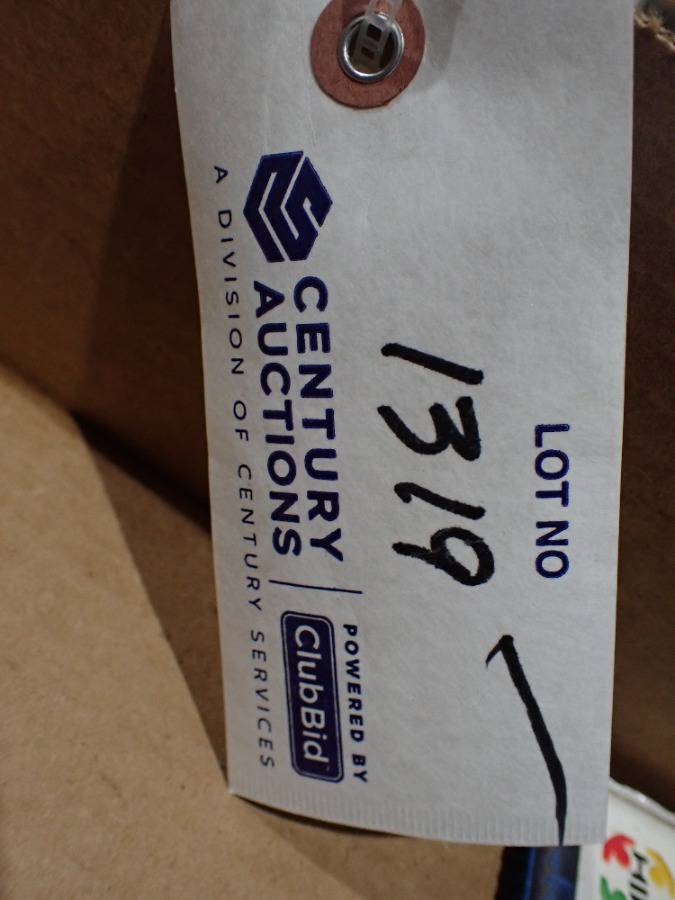 LOT NO
1319
CENTURY
AUCTIONS
POWERED BY
ClubBid
A DIVISION OF CENTURY SERVICES